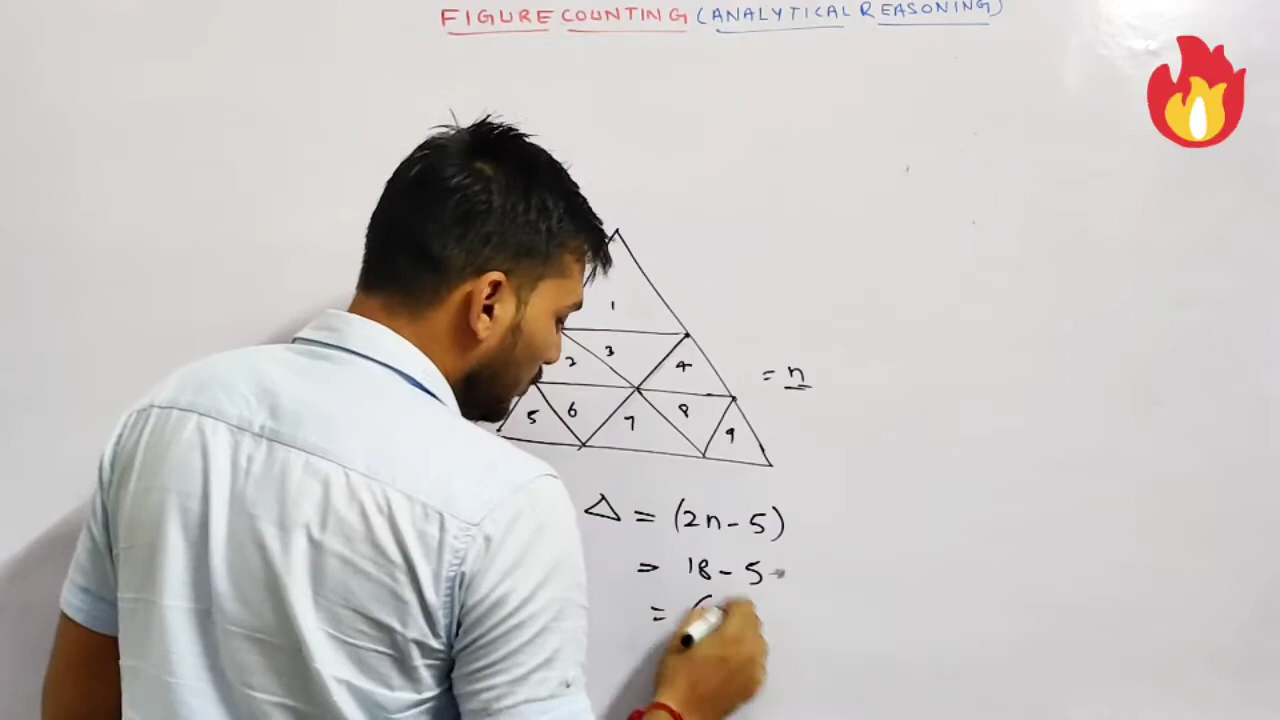 FIGURE COUNTING (ANALYTICAL REASONING)
1
2 3 4
= n
5 6 7 8 9
△ = (2n - 5)
= 18 - 5
=